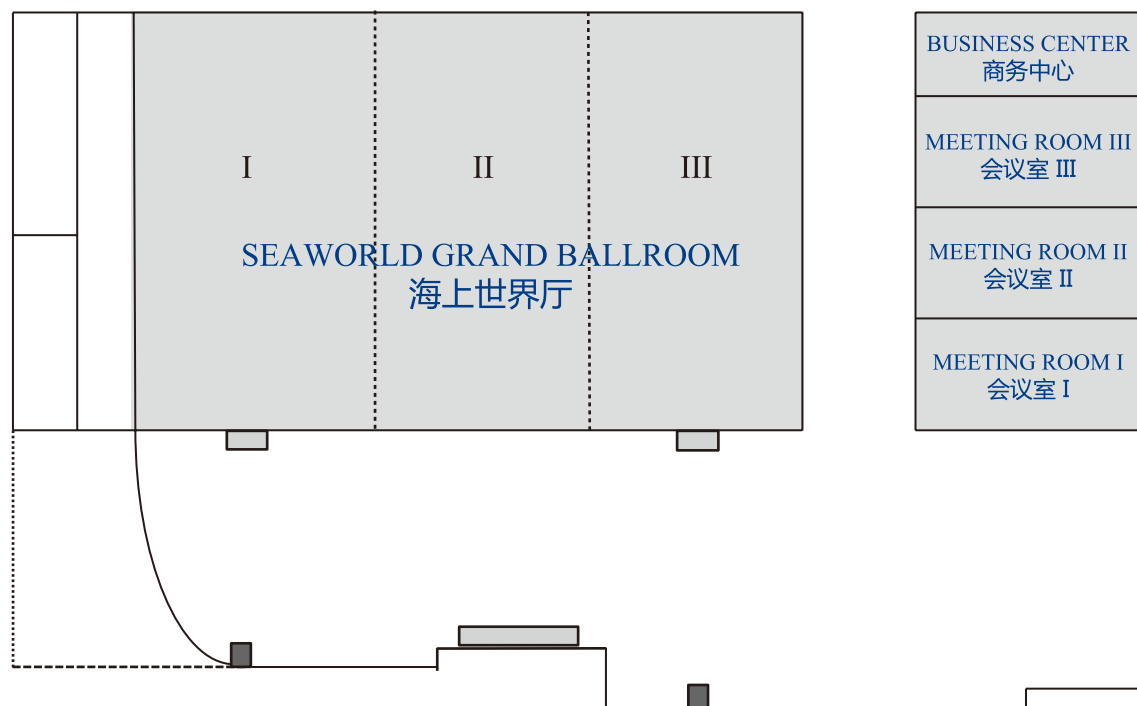 I
II
III
SEAWORLD GRAND BALLROOM
海上世界厅
BUSINESS CENTER
商务中心
MEETING ROOM III
会议室 III
MEETING ROOM II
会议室 II
MEETING ROOM I
会议室 I